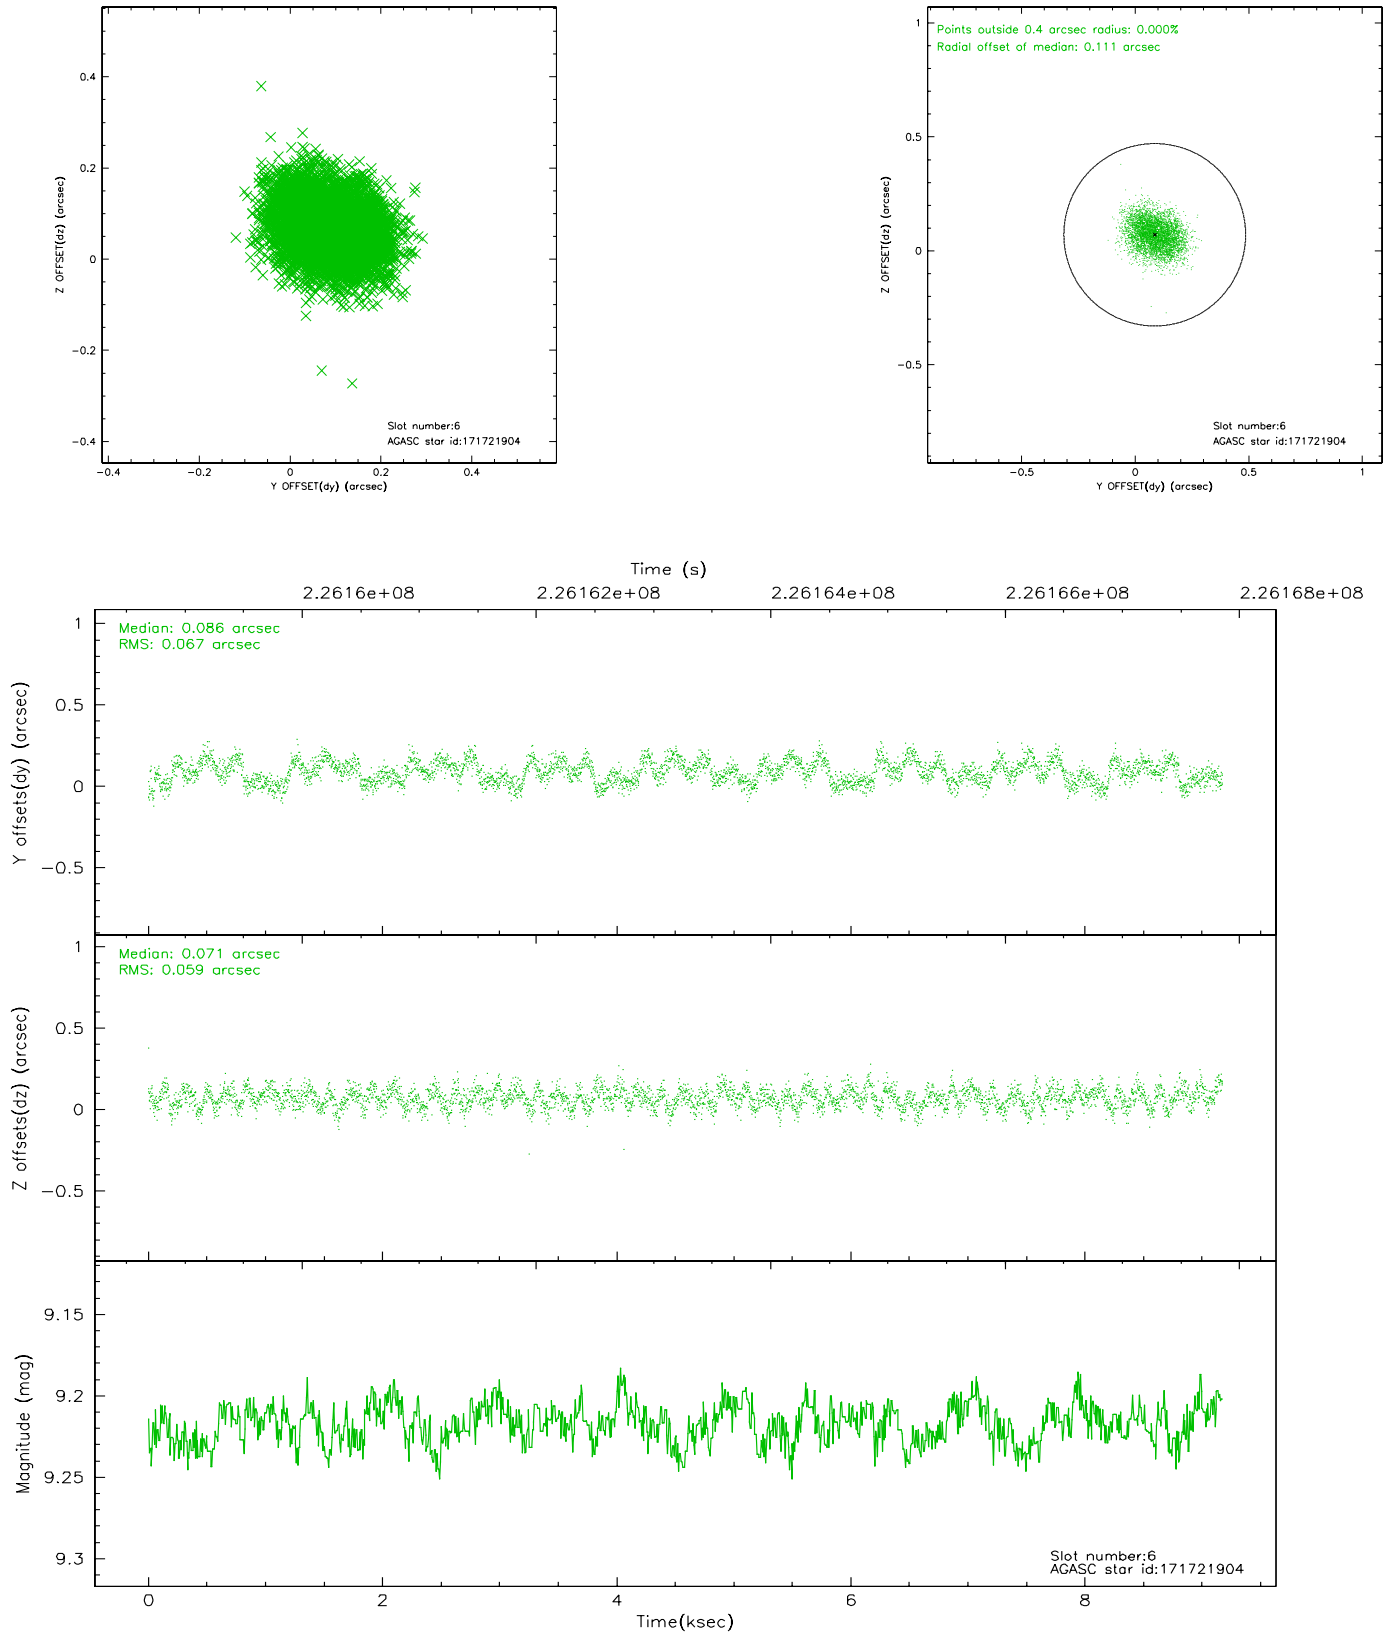 0.4
0.2
0
−0.2
−0.4
Z OFFSET(dz) (arcsec)
Slot number:6
AGASC star id:171721904
−0.4 −0.2 0 0.2 0.4
Y OFFSET(dy) (arcsec)
Points outside 0.4 arcsec radius: 0.000%
Radial offset of median: 0.111 arcsec
1
0.5
0
−0.5
Z OFFSET(dz) (arcsec)
Slot number:6
AGASC star id:171721904
−0.5 0 0.5 1
Y OFFSET(dy) (arcsec)
Time (s)
2.2616e+08 2.26162e+08 2.26164e+08 2.26166e+08 2.26168e+08
Median: 0.086 arcsec
RMS: 0.067 arcsec
1
0.5
0
−0.5
Y offsets(dy) (arcsec)
Median: 0.071 arcsec
RMS: 0.059 arcsec
1
0.5
0
−0.5
Z offsets(dz) (arcsec)
9.15
9.2
9.25
9.3
Magnitude (mag)
Slot number:6
AGASC star id:171721904
0 2 4 6 8
Time(ksec)